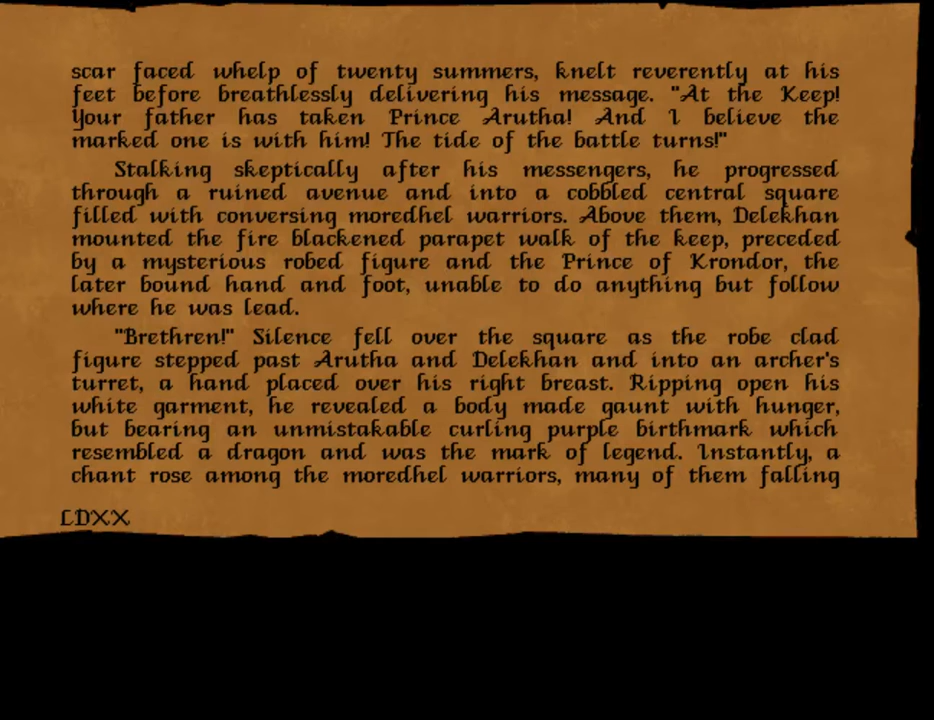 scar faced whelp of twenty summers, knelt reverently at his
feet before breathlessly delivering his message. "At the Keep!
Your father has taken Prince Arutha! And I believe the
marked one is with him! The tide of the battle turns!"
Stalking skeptically after his messengers, he progressed
through a ruined avenue and into a cobbled central square
filled with conversing moredhel warriors. Above them, Delekhan
mounted the fire blackened parapet walk of the keep, preceded
by a mysterious robed figure and the Prince of Krondor, the
later bound hand and foot, unable to do anything but follow
where he was lead.
"Brethren!" Silence fell over the square as the robe clad
figure stepped past Arutha and Delekhan and into an archer's
turret, a hand placed over his right breast. Ripping open his
white garment, he revealed a body made gaunt with hunger,
but bearing an unmistakable curling purple birthmark which
resembled a dragon and was the mark of legend. Instantly, a
chant rose among the moredhel warriors, many of them falling
LDXX